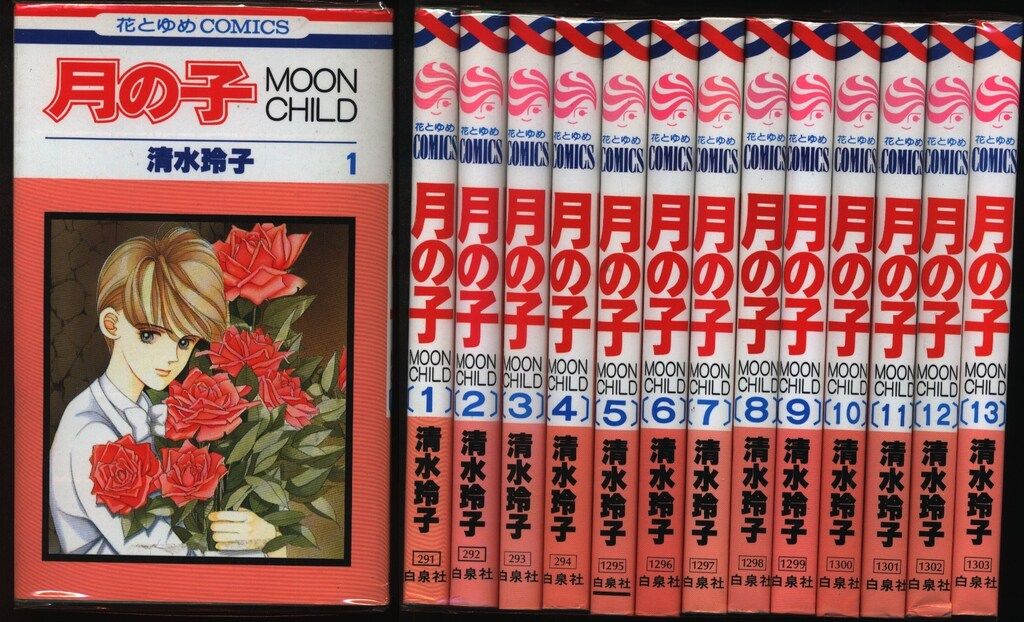 花とゆめCOMICS
月の子
MOON
CHILD
清水玲子
1
花とゆめ
COMICS
月の子
MOON
CHILD
(1)
清水玲子
291
白泉社
花とゆめ
COMICS
月の子
MOON
CHILD
(2)
清水玲子
292
白泉社
花とゆめ
COMICS
月の子
MOON
CHILD
(3)
清水玲子
293
白泉社
花とゆめ
COMICS
月の子
MOON
CHILD
(4)
清水玲子
294
白泉社
花とゆめ
COMICS
月の子
MOON
CHILD
(5)
清水玲子
1295
白泉社
花とゆめ
COMICS
月の子
MOON
CHILD
(6)
清水玲子
1296
白泉社
花とゆめ
COMICS
月の子
MOON
CHILD
(7)
清水玲子
1297
白泉社
花とゆめ
COMICS
月の子
MOON
CHILD
(8)
清水玲子
1298
白泉社
花とゆめ
COMICS
月の子
MOON
CHILD
(9)
清水玲子
1299
白泉社
花とゆめ
COMICS
月の子
MOON
CHILD
(10)
清水玲子
1300
白泉社
花とゆめ
COMICS
月の子
MOON
CHILD
(11)
清水玲子
1301
白泉社
花とゆめ
COMICS
月の子
MOON
CHILD
(12)
清水玲子
1302
白泉社
花とゆめ
COMICS
月の子
MOON
CHILD
(13)
清水玲子
1303
白泉社